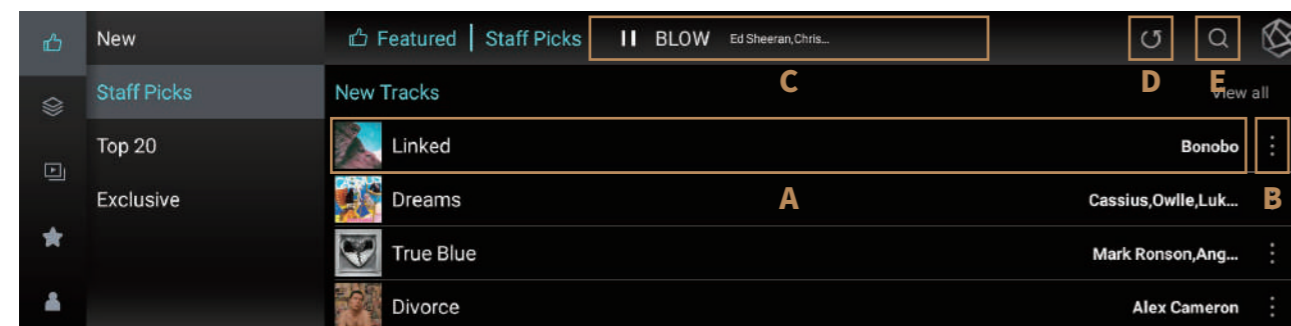 New
Staff Picks
Top 20
Exclusive
Featured | Staff Picks
BLOW Ed Sheeran,Chris...
C
D
E
New Tracks
View all
Linked Bonobo
A
B
Dreams Cassius,Owlle,Luk...
True Blue Mark Ronson,Ang...
Divorce Alex Cameron